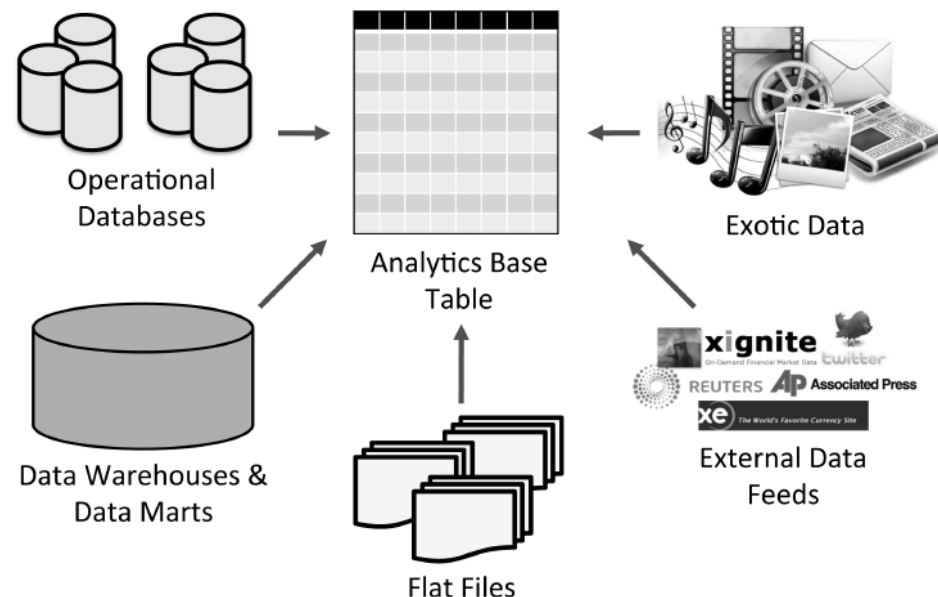 Operational
Databases
Analytics Base
Table
Exotic Data
Data Warehouses &
Data Marts
Flat Files
xignite
On-Demand Financial Market Data
twitter
REUTERS
AP Associated Press
xe The World's Favorite Currency Site
External Data
Feeds